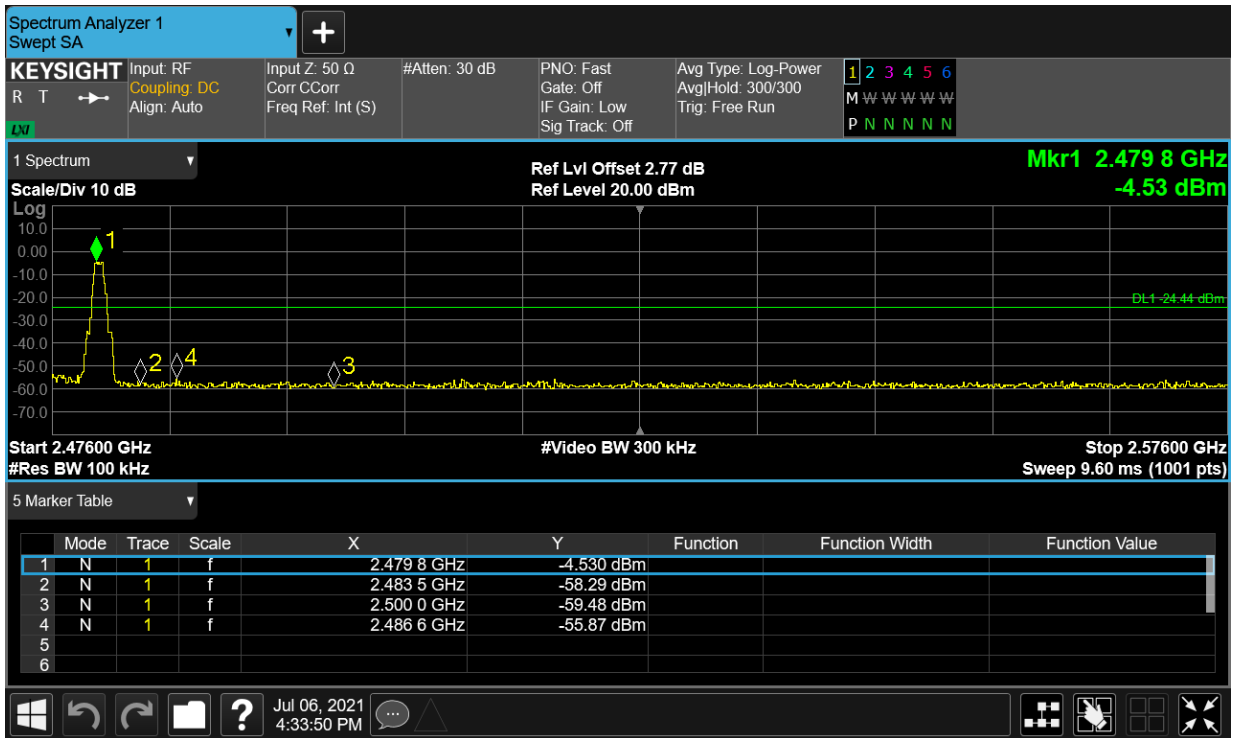 Spectrum Analyzer 1
Swept SA
KEYSIGHT
R T
LXI
Input: RF
Coupling: DC
Align: Auto
Input Z: 50 Ω
Corr CCorr
Freq Ref: Int (S)
#Atten: 30 dB
PNO: Fast
Gate: Off
IF Gain: Low
Sig Track: Off
Avg Type: Log-Power
Avg|Hold: 300/300
Trig: Free Run
1 2 3 4 5 6
M W W W W W
P N N N N N
1 Spectrum
Scale/Div 10 dB
Ref Lvl Offset 2.77 dB
Ref Level 20.00 dBm
Mkr1 2.479 8 GHz
-4.53 dBm
Log
10.0
0.00
-10.0
-20.0
-30.0
-40.0
-50.0
-60.0
-70.0
1
2
4
3
DL1 -24.44 dBm
Start 2.47600 GHz
#Res BW 100 kHz
#Video BW 300 kHz
Stop 2.57600 GHz
Sweep 9.60 ms (1001 pts)
5 Marker Table
Mode Trace Scale X Y Function Function Width Function Value
1 N 1 f 2.479 8 GHz -4.530 dBm
2 N 1 f 2.483 5 GHz -58.29 dBm
3 N 1 f 2.500 0 GHz -59.48 dBm
4 N 1 f 2.486 6 GHz -55.87 dBm
5
6
?
Jul 06, 2021
4:33:50 PM